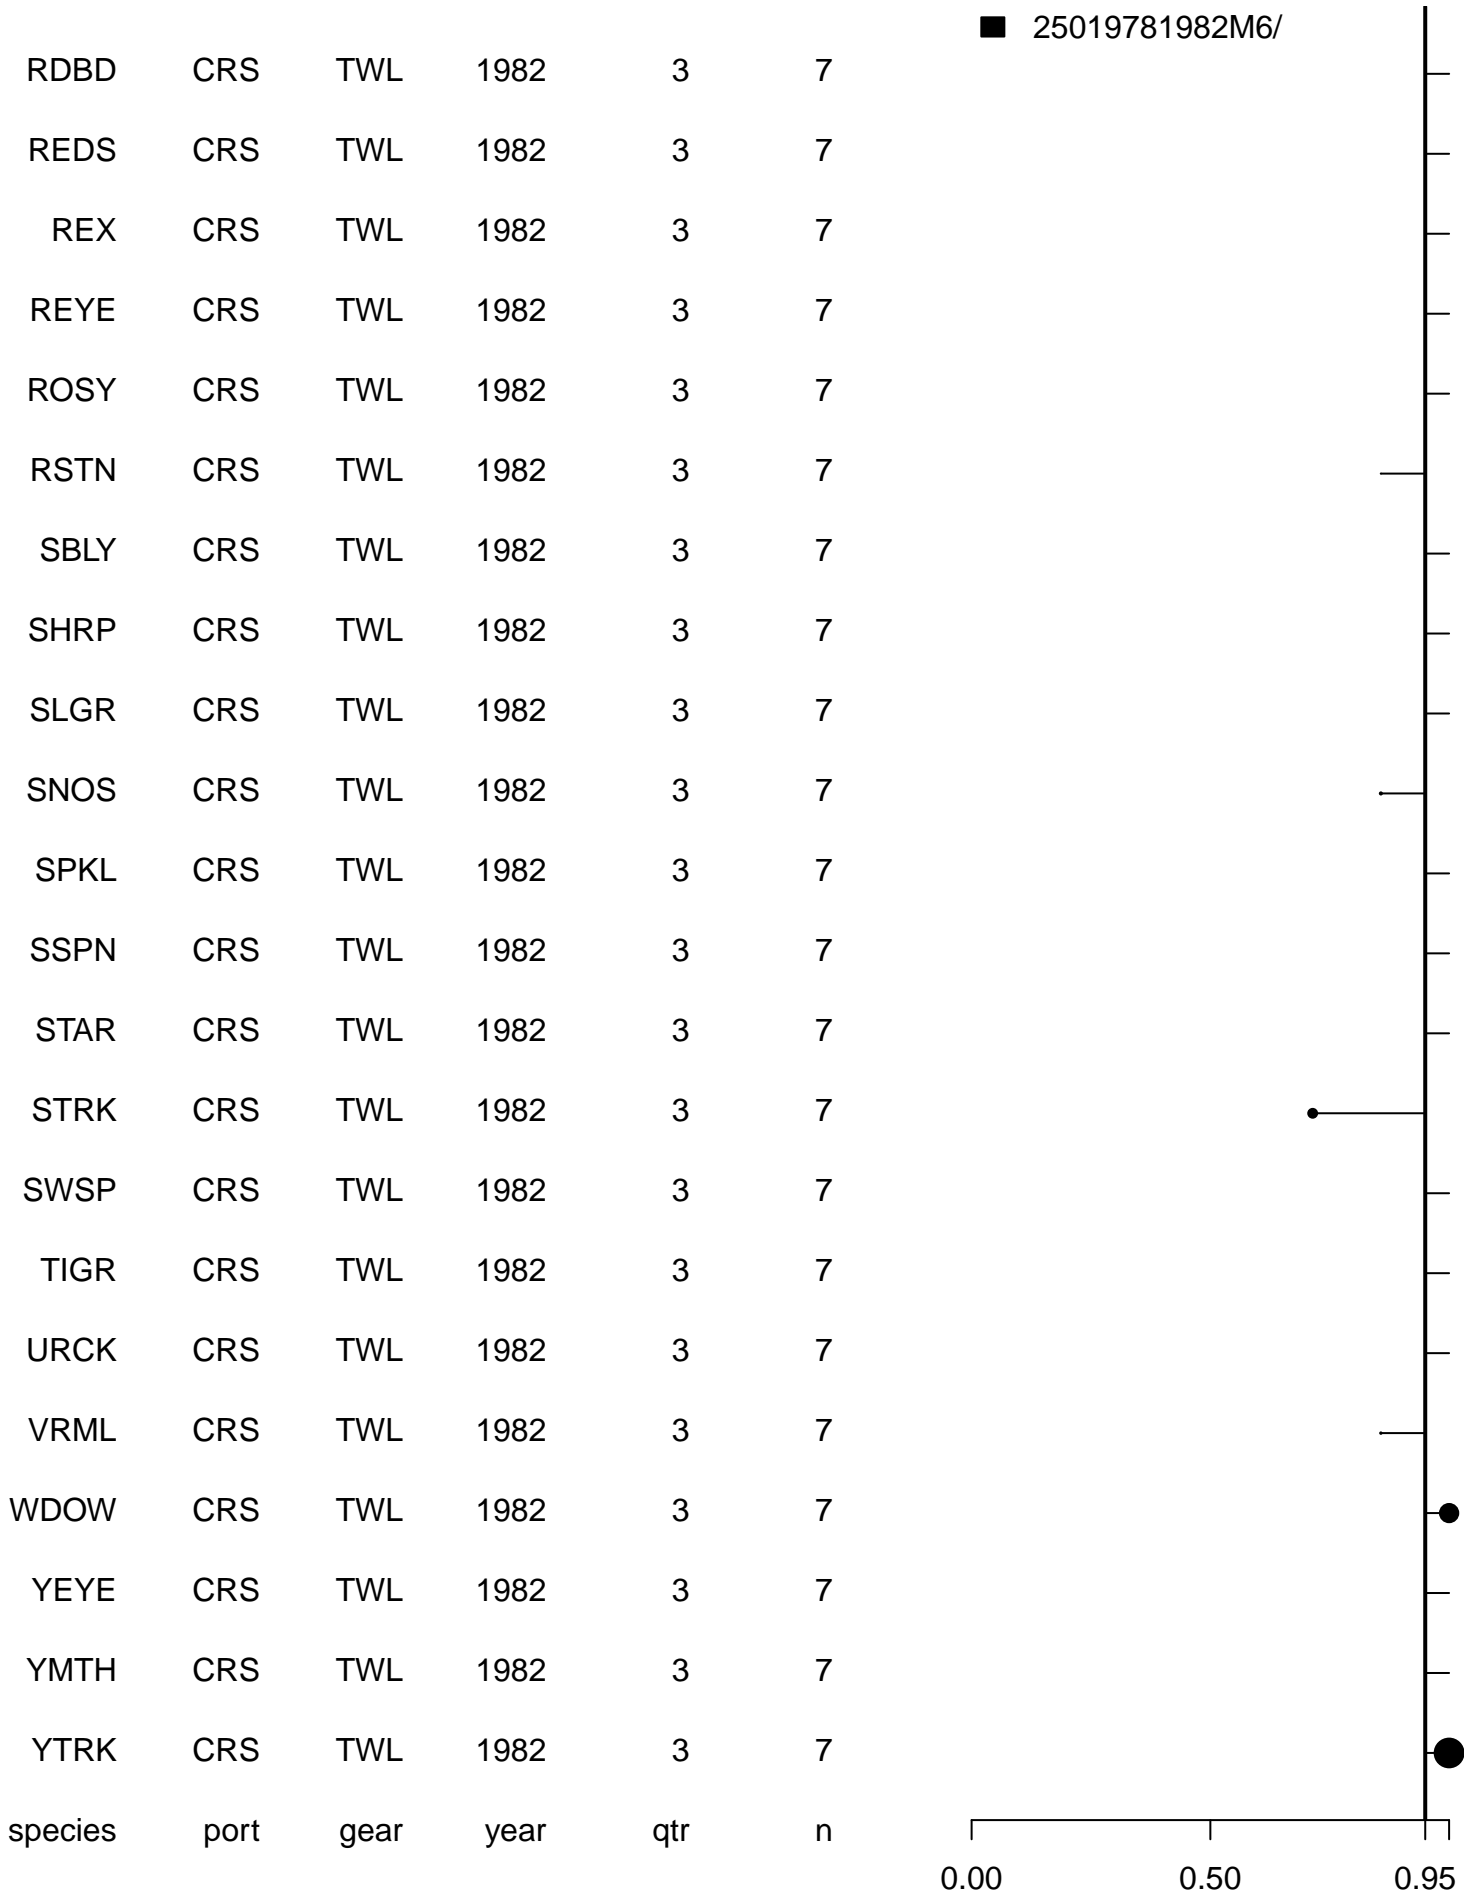 25019781982M6/
RDBD CRS TWL 1982 3 7
REDS CRS TWL 1982 3 7
REX CRS TWL 1982 3 7
REYE CRS TWL 1982 3 7
ROSY CRS TWL 1982 3 7
RSTN CRS TWL 1982 3 7
SBLY CRS TWL 1982 3 7
SHRP CRS TWL 1982 3 7
SLGR CRS TWL 1982 3 7
SNOS CRS TWL 1982 3 7
SPKL CRS TWL 1982 3 7
SSPN CRS TWL 1982 3 7
STAR CRS TWL 1982 3 7
STRK CRS TWL 1982 3 7
SWSP CRS TWL 1982 3 7
TIGR CRS TWL 1982 3 7
URCK CRS TWL 1982 3 7
VRML CRS TWL 1982 3 7
WDOW CRS TWL 1982 3 7
YEYE CRS TWL 1982 3 7
YMTH CRS TWL 1982 3 7
YTRK CRS TWL 1982 3 7
species port gear year qtr n
0.00 0.50 0.95